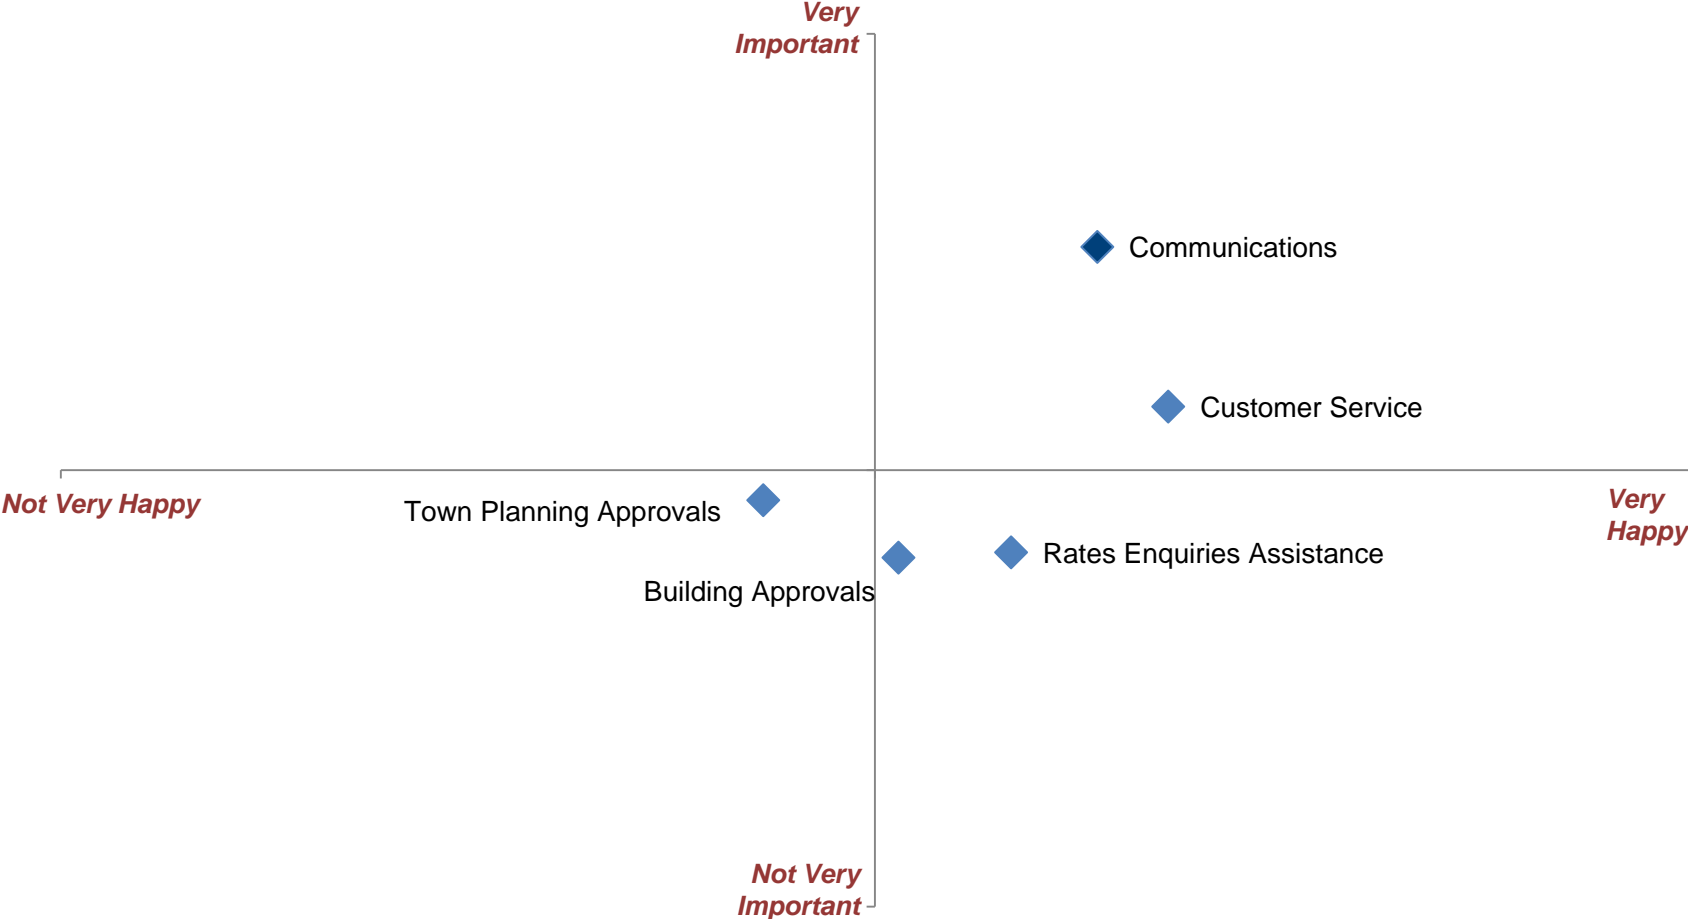 Very
Important
Communications
Customer Service
Not Very Happy
Very
Happy
Town Planning Approvals
Rates Enquiries Assistance
Building Approvals
Not Very
Important